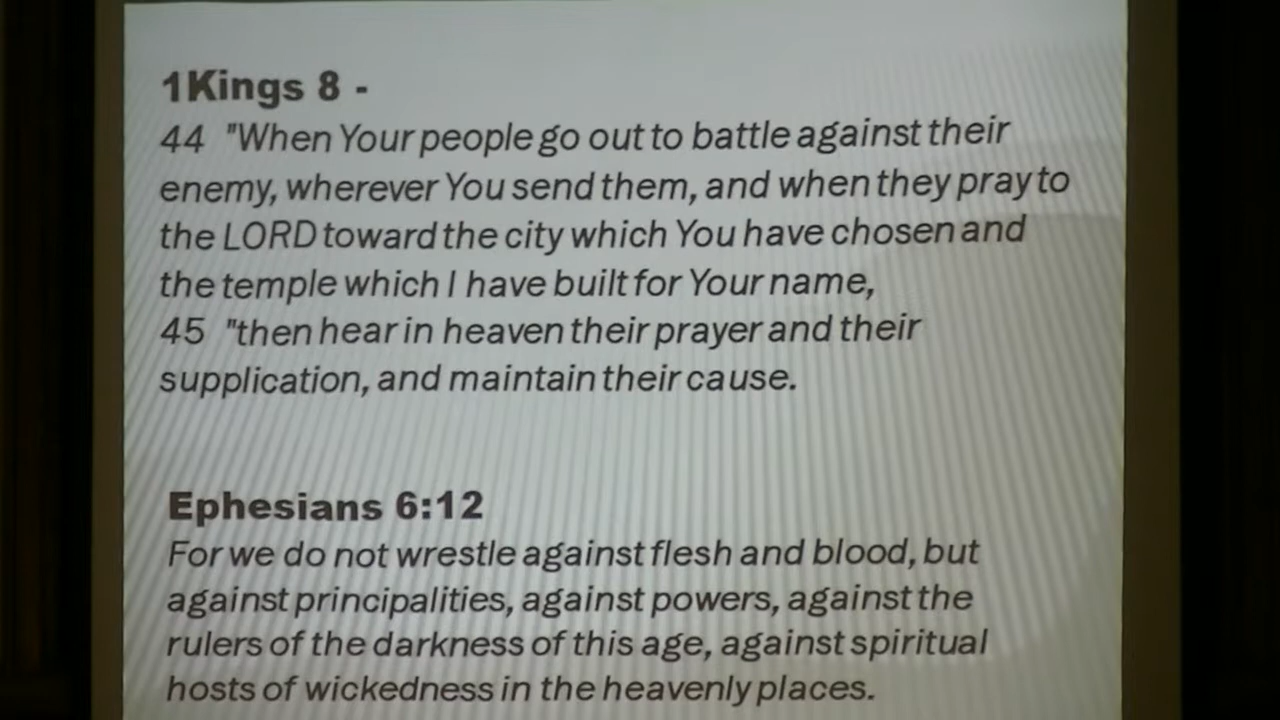 1Kings 8 -
44 "When Your people go out to battle against their
enemy, wherever You send them, and when they pray to
the LORD toward the city which You have chosen and
the temple which I have built for Your name,
45 "then hear in heaven their prayer and their
supplication, and maintain their cause.
Ephesians 6:12
For we do not wrestle against flesh and blood, but
against principalities, against powers, against the
rulers of the darkness of this age, against spiritual
hosts of wickedness in the heavenly places.